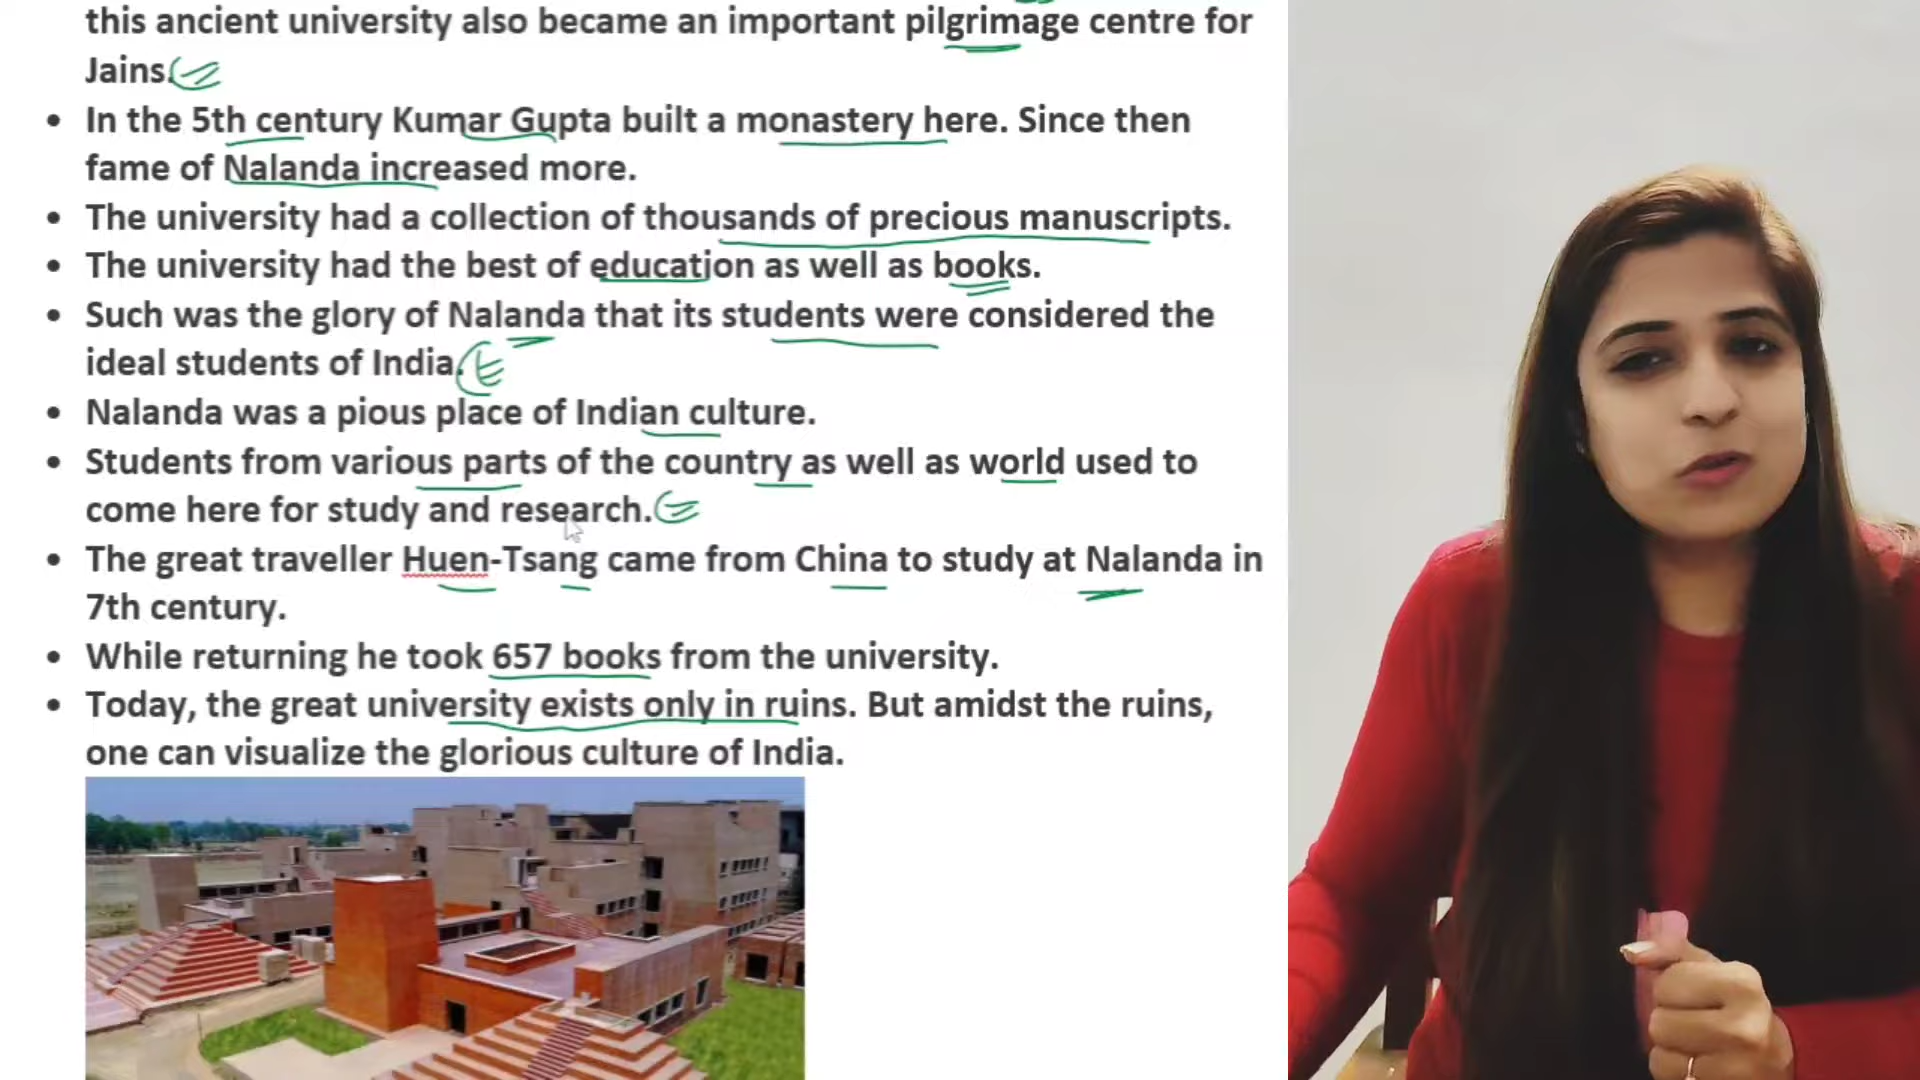 this ancient university also became an important pilgrimage centre for
Jains.
• In the 5th century Kumar Gupta built a monastery here. Since then
fame of Nalanda increased more.
• The university had a collection of thousands of precious manuscripts.
• The university had the best of education as well as books.
• Such was the glory of Nalanda that its students were considered the
ideal students of India.
• Nalanda was a pious place of Indian culture.
• Students from various parts of the country as well as world used to
come here for study and research.
• The great traveller Huen-Tsang came from China to study at Nalanda in
7th century.
• While returning he took 657 books from the university.
• Today, the great university exists only in ruins. But amidst the ruins,
one can visualize the glorious culture of India.